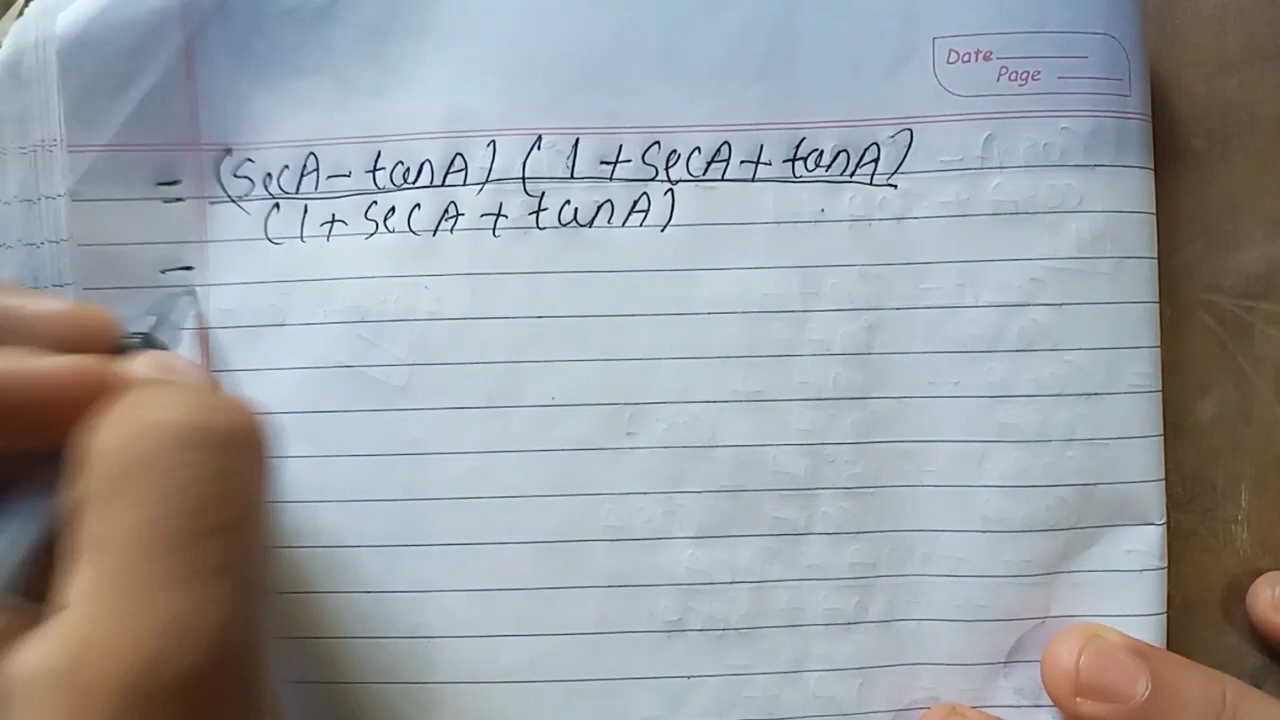 Date
Page
= (SecA - tanA) (1 + SecA + tanA)
(1 + SecA + tanA)
-